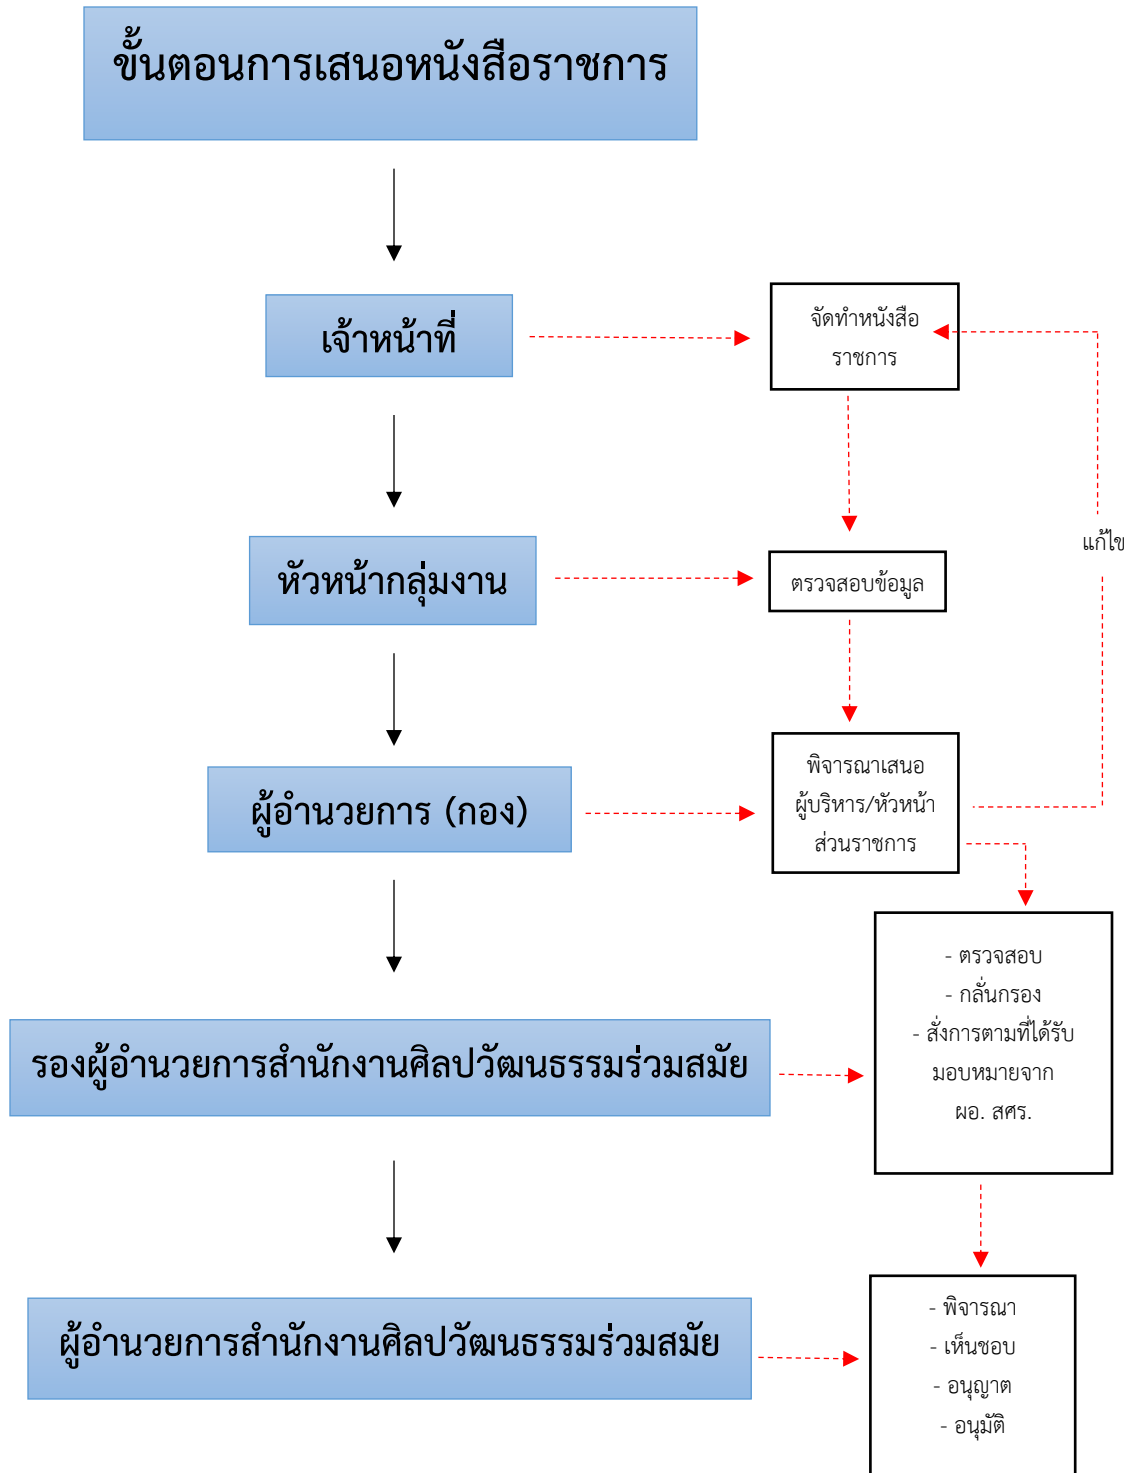 ขั้นตอนการเสนอหนังสือราชการ
เจ้าหน้าที่
จัดทำหนังสือ
ราชการ
แก้ไข
หัวหน้ากลุ่มงาน
ตรวจสอบข้อมูล
ผู้อำนวยการ (กอง)
พิจารณาเสนอ
ผู้บริหาร/หัวหน้า
ส่วนราชการ
รองผู้อำนวยการสำนักงานศิลปวัฒนธรรมร่วมสมัย
- ตรวจสอบ
- กลั่นกรอง
- สั่งการตามที่ได้รับ
มอบหมายจาก
ผอ. สศร.
ผู้อำนวยการสำนักงานศิลปวัฒนธรรมร่วมสมัย
- พิจารณา
- เห็นชอบ
- อนุญาต
- อนุมัติ